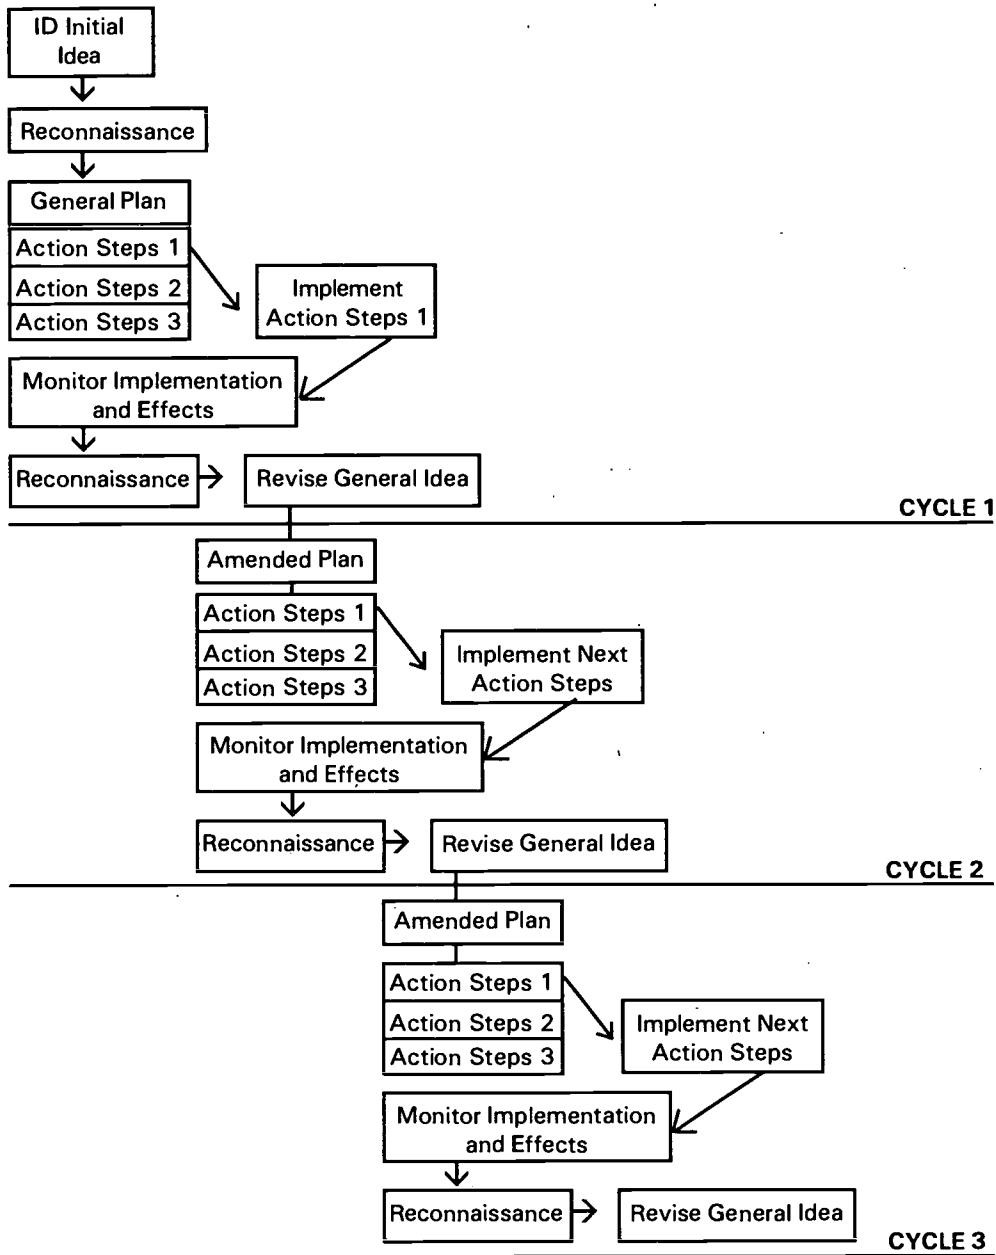 ID Initial
Idea
Reconnaissance
General Plan
Action Steps 1
Action Steps 2
Action Steps 3
Implement
Action Steps 1
Monitor Implementation
and Effects
Reconnaissance
Revise General Idea
CYCLE 1
Amended Plan
Action Steps 1
Action Steps 2
Action Steps 3
Implement Next
Action Steps
Monitor Implementation
and Effects
Reconnaissance
Revise General Idea
CYCLE 2
Amended Plan
Action Steps 1
Action Steps 2
Action Steps 3
Implement Next
Action Steps
Monitor Implementation
and Effects
Reconnaissance
Revise General Idea
CYCLE 3